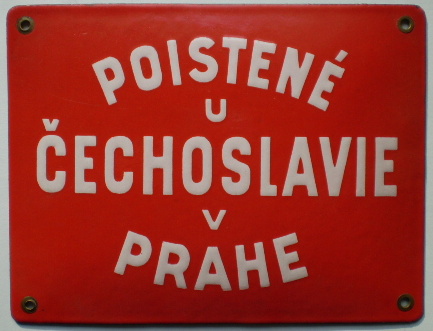 POISTENÉ
U
ČECHOSLAVIE
V
PRAHE